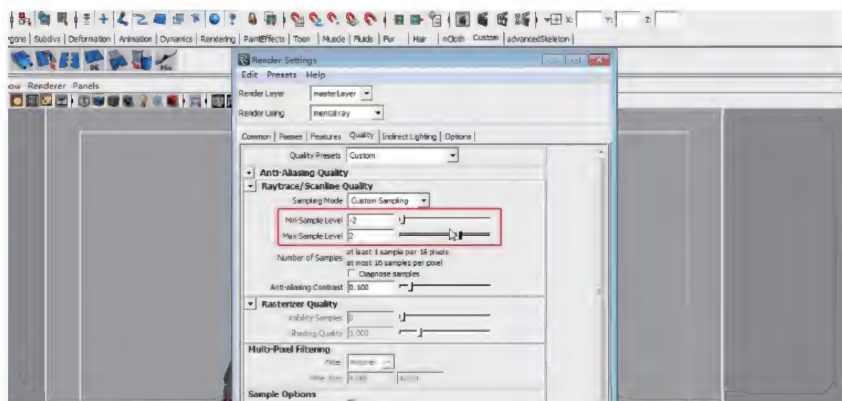 x: Y: Z:
ygons | Subdivs | Deformation | Animation | Dynamics | Rendering | PaintEffects | Toon | Muscle | Fluids | Fur | Hair | nCloth | Custom | advancedSkeleton |
Render Settings
Edit Presets Help
ow Renderer Panels
Render Layer masterLayer
Render Using mental ray
Common | Passes | Features | Quality | Indirect Lighting | Options |
Quality Presets Custom
Anti-Aliasing Quality
Raytrace/Scanline Quality
Sampling Mode Custom Sampling
Min Sample Level -2
Max Sample Level 2
Number of Samples at least 1 sample per 16 pixels
at most 16 samples per pixel
Diagnose samples
Anti-aliasing Contrast 0.100
Rasterizer Quality
Visibility Samples 0
Shading Quality 1.000
Multi-Pixel Filtering
Filter
Sample Options